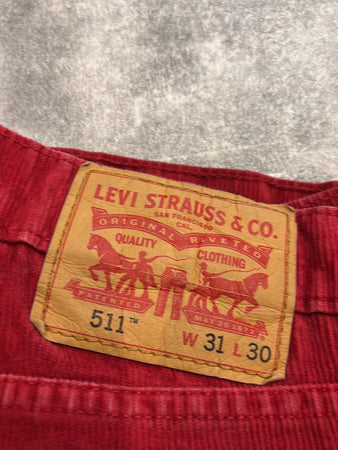 LEVI STRAUSS & CO.
SAN FRANCISCO
CAL.
ORIGINAL RIVETED
QUALITY CLOTHING
PATENTED MAY 20 1873
511™ W 31 L 30